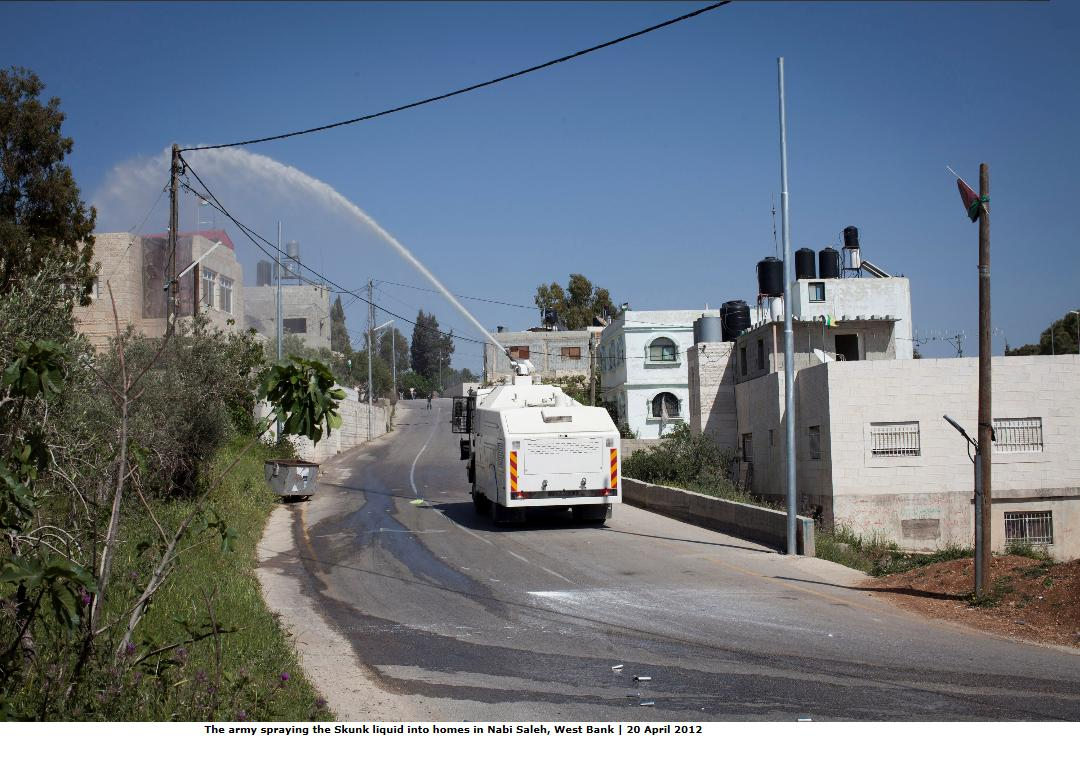 The army spraying the Skunk liquid into homes in Nabi Saleh, West Bank | 20 April 2012